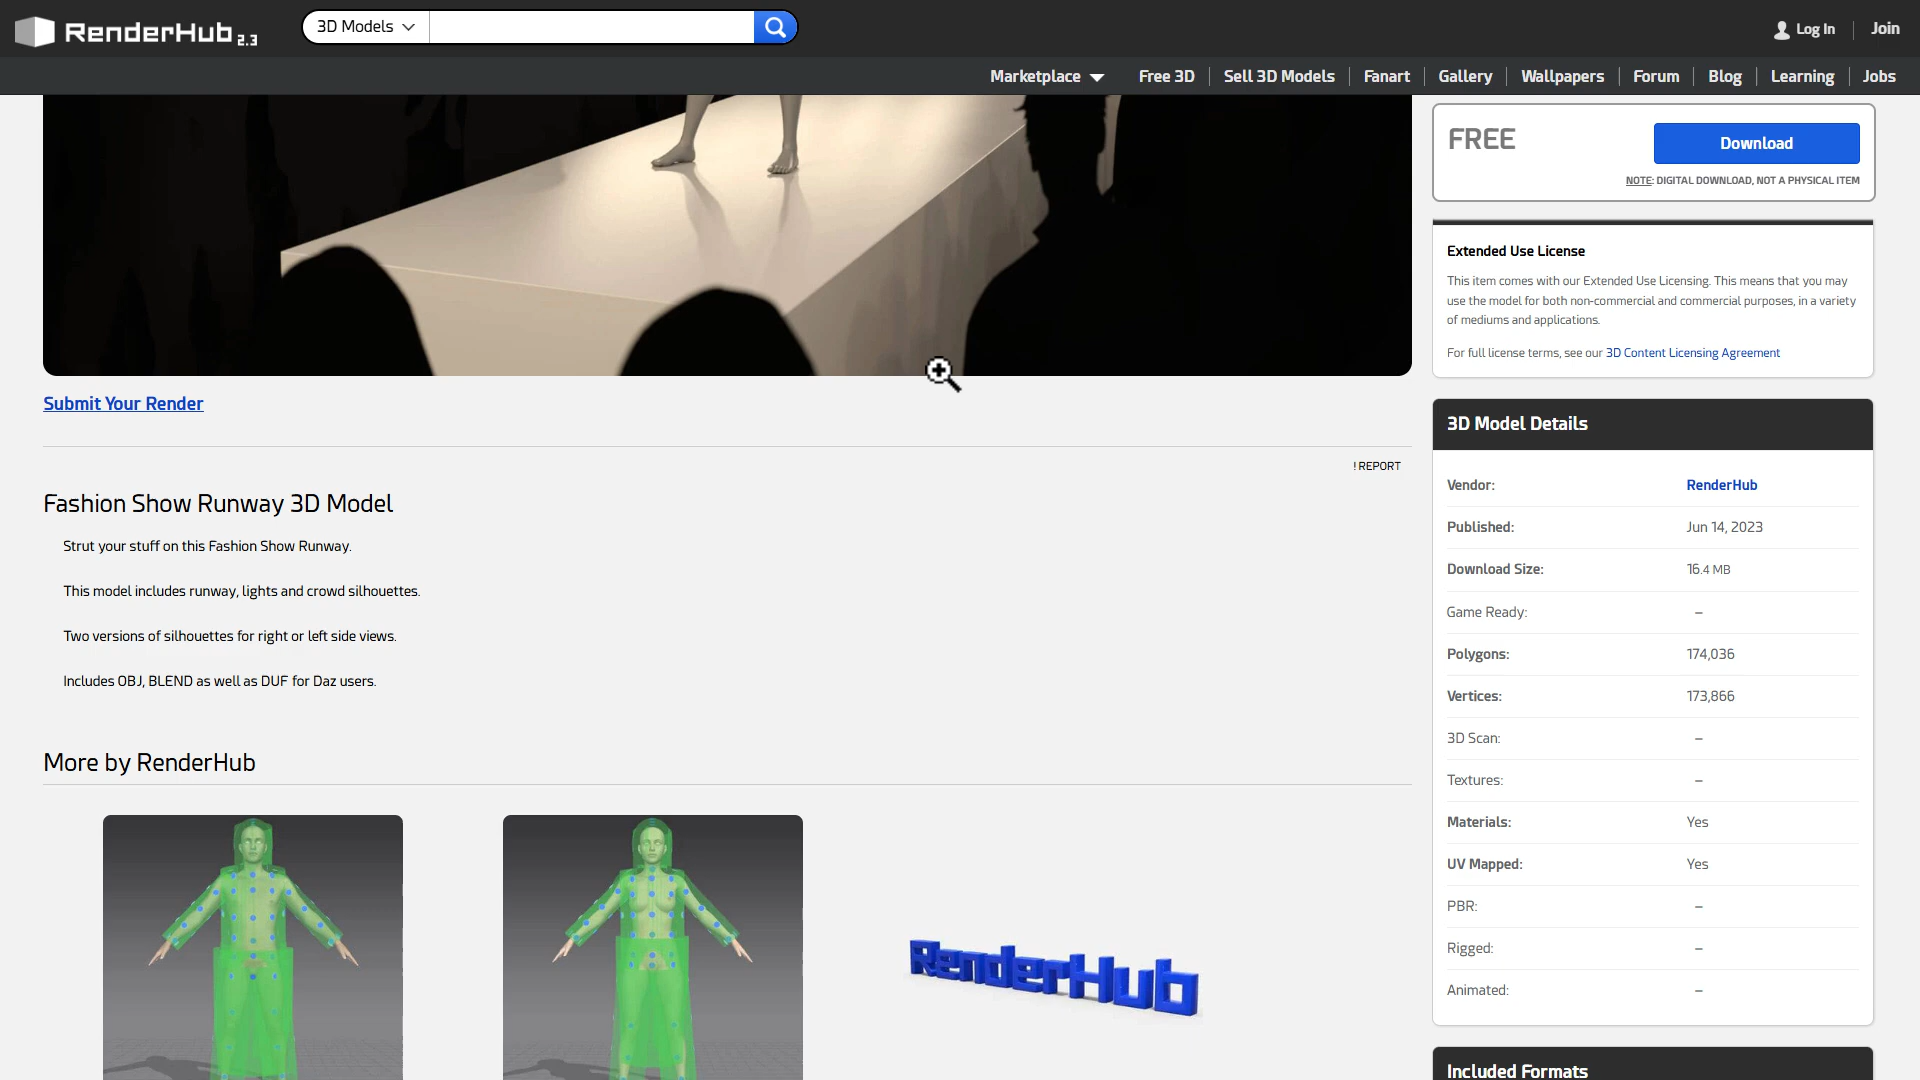 RenderHub 2.3
3D Models
Log In
Join
Marketplace
Free 3D
Sell 3D Models
Fanart
Gallery
Wallpapers
Forum
Blog
Learning
Jobs
FREE
Download
NOTE: DIGITAL DOWNLOAD, NOT A PHYSICAL ITEM
Extended Use License
This item comes with our Extended Use Licensing. This means that you may
use the model for both non-commercial and commercial purposes, in a variety
of mediums and applications.
For full license terms, see our 3D Content Licensing Agreement
Submit Your Render
! REPORT
Fashion Show Runway 3D Model
Strut your stuff on this Fashion Show Runway.
This model includes runway, lights and crowd silhouettes.
Two versions of silhouettes for right or left side views.
Includes OBJ, BLEND as well as DUF for Daz users.
More by RenderHub
RenderHub
3D Model Details
Vendor: RenderHub
Published: Jun 14, 2023
Download Size: 16.4 MB
Game Ready: –
Polygons: 174,036
Vertices: 173,866
3D Scan: –
Textures: –
Materials: Yes
UV Mapped: Yes
PBR: –
Rigged: –
Animated: –
Included Formats